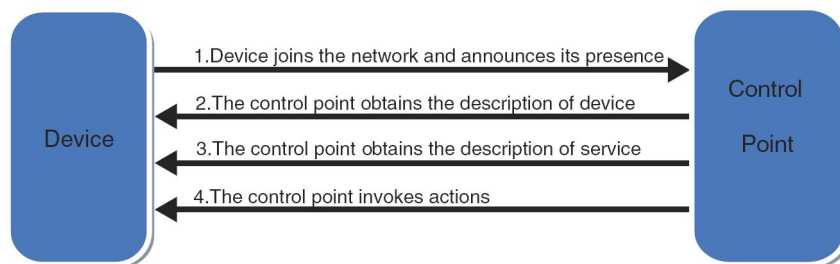 Device
1.Device joins the network and announces its presence
2.The control point obtains the description of device
3.The control point obtains the description of service
4.The control point invokes actions
Control
Point